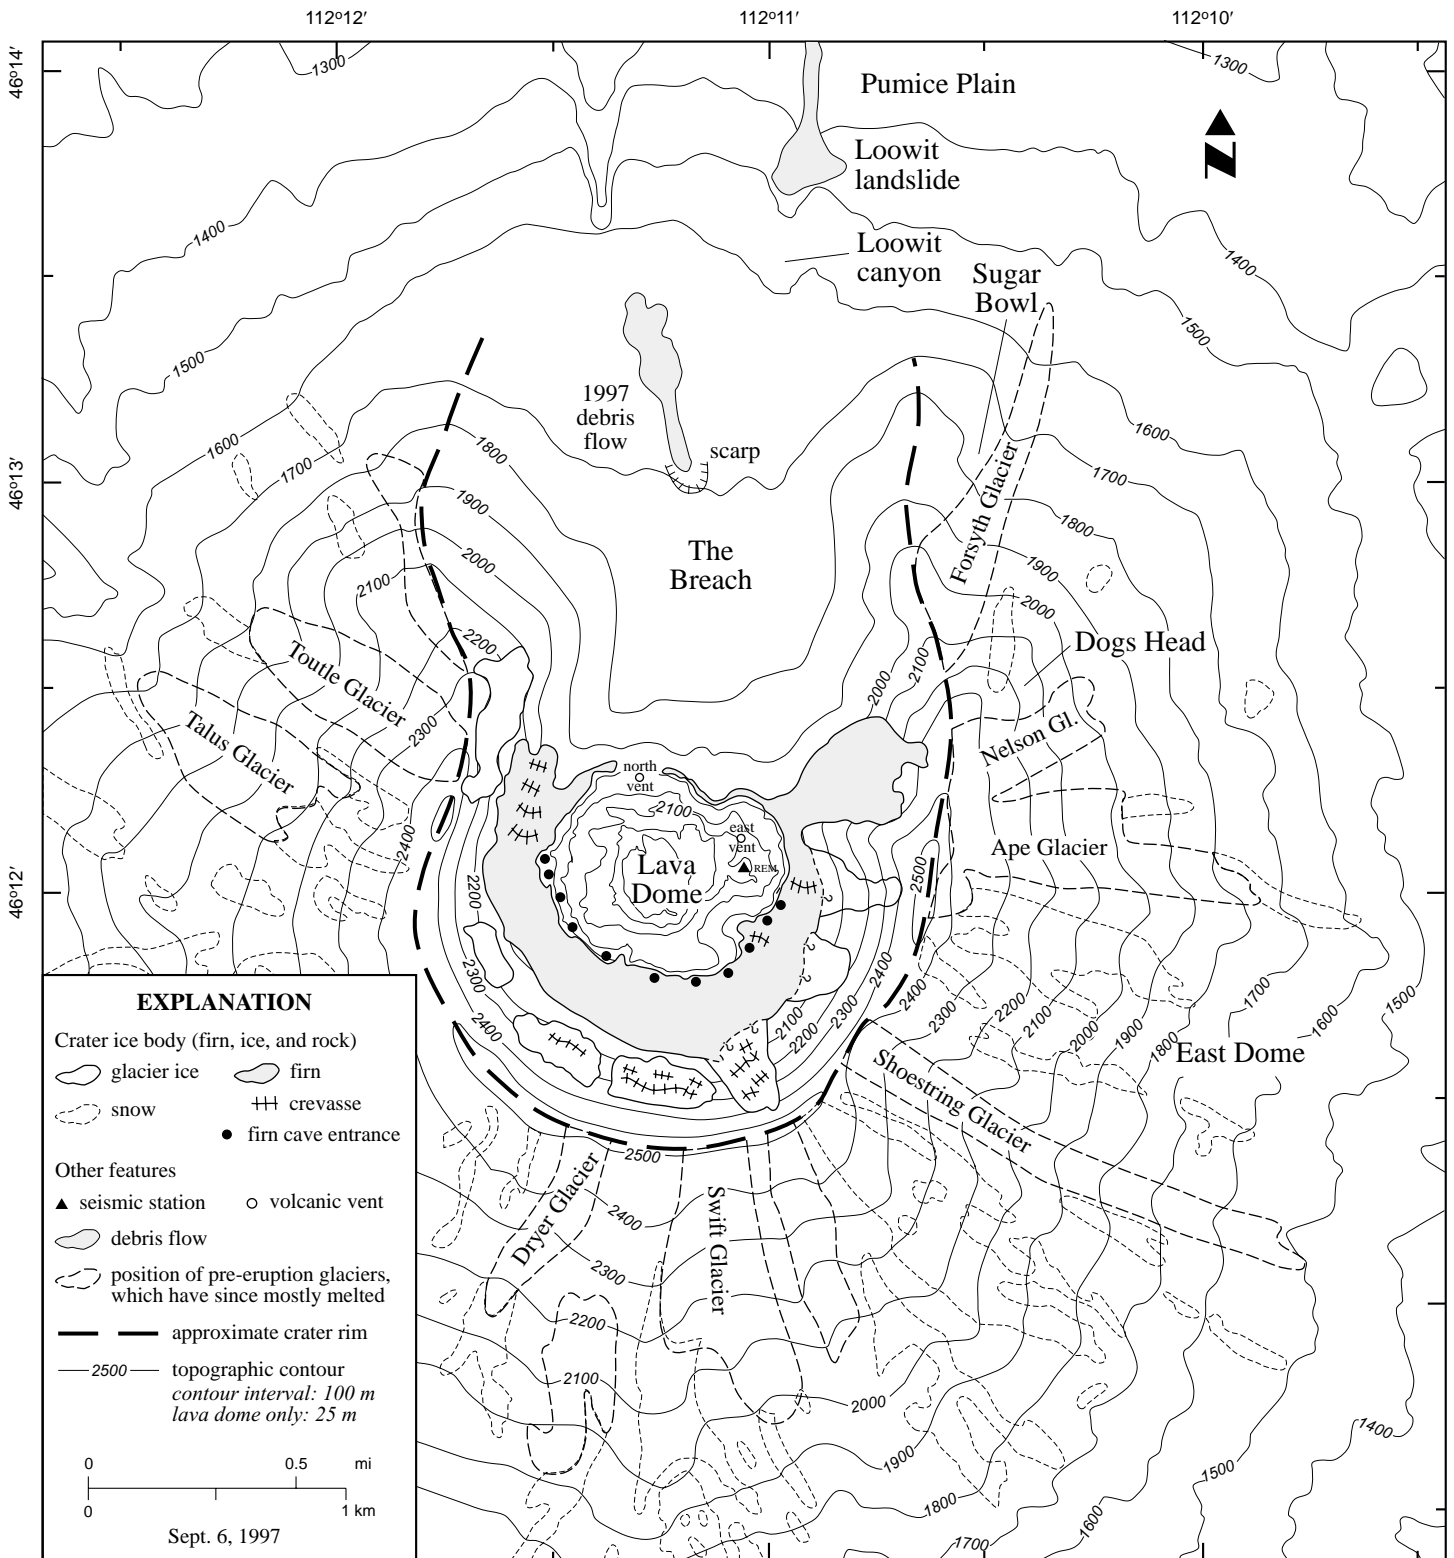 112°12′
112°11′
112°10′
46°14′
46°13′
46°12′
1300
1300
Pumice Plain
N
Loowit
landslide
1400
Loowit
canyon
1400
Sugar
Bowl
1500
1500
1997
debris
flow
scarp
1600
1700
1800
1900
2000
2100
2200
1600
1700
1800
1900
2000
The
Breach
Forsyth Glacier
Dogs Head
2000
2100
Toutle Glacier
2300
Talus Glacier
Nelson Gl.
north
vent
2100
east
vent
REM
Lava
Dome
2400
2200
2300
2400
Ape Glacier
2500
?
?
?
?
?
2100
2200
2300
2400
2400
2300
2200
2100
2000
1900
1800
1700
1600
1500
East Dome
Shoestring Glacier
2500
Dryer Glacier
Swift Glacier
2400
2300
2200
2100
2000
1900
1800
1700
1600
1500
1400
EXPLANATION
Crater ice body (firn, ice, and rock)
glacier ice
firn
snow
crevasse
firn cave entrance
Other features
seismic station
volcanic vent
debris flow
position of pre-eruption glaciers,
which have since mostly melted
approximate crater rim
2500
topographic contour
contour interval: 100 m
lava dome only: 25 m
0 0.5 mi
0 1 km
Sept. 6, 1997